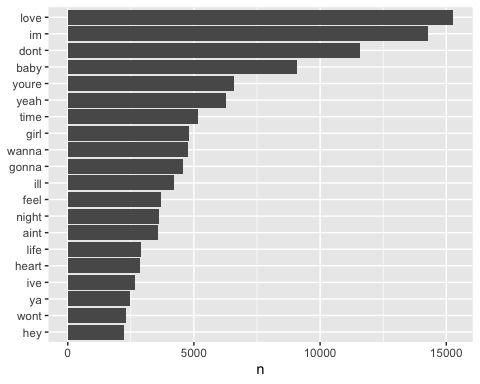 love
im
dont
baby
youre
yeah
time
girl
wanna
gonna
ill
feel
night
aint
life
heart
ive
ya
wont
hey
0 5000 10000 15000
n